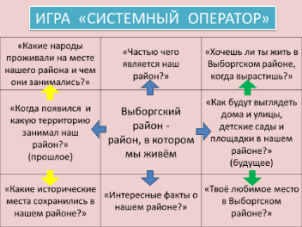 ИГРА «СИСТЕМНЫЙ ОПЕРАТОР»
«Какие народы
проживали на месте
нашего района и чем
они занимались?»
«Частью чего
является наш
район?»
«Хочешь ли ты жить в
Выборгском районе,
когда вырастешь?»
«Когда появился и
какую территорию
занимал наш
район?»
(прошлое)
Выборгский
район -
район, в котором
мы живём
«Как будут выглядеть
дома и улицы,
детские сады и
площадки в нашем
районе?»
(будущее)
«Какие исторические
места сохранились в
нашем районе?»
«Интересные факты о
нашем районе?»
«Твоё любимое место
в Выборгском
районе?»